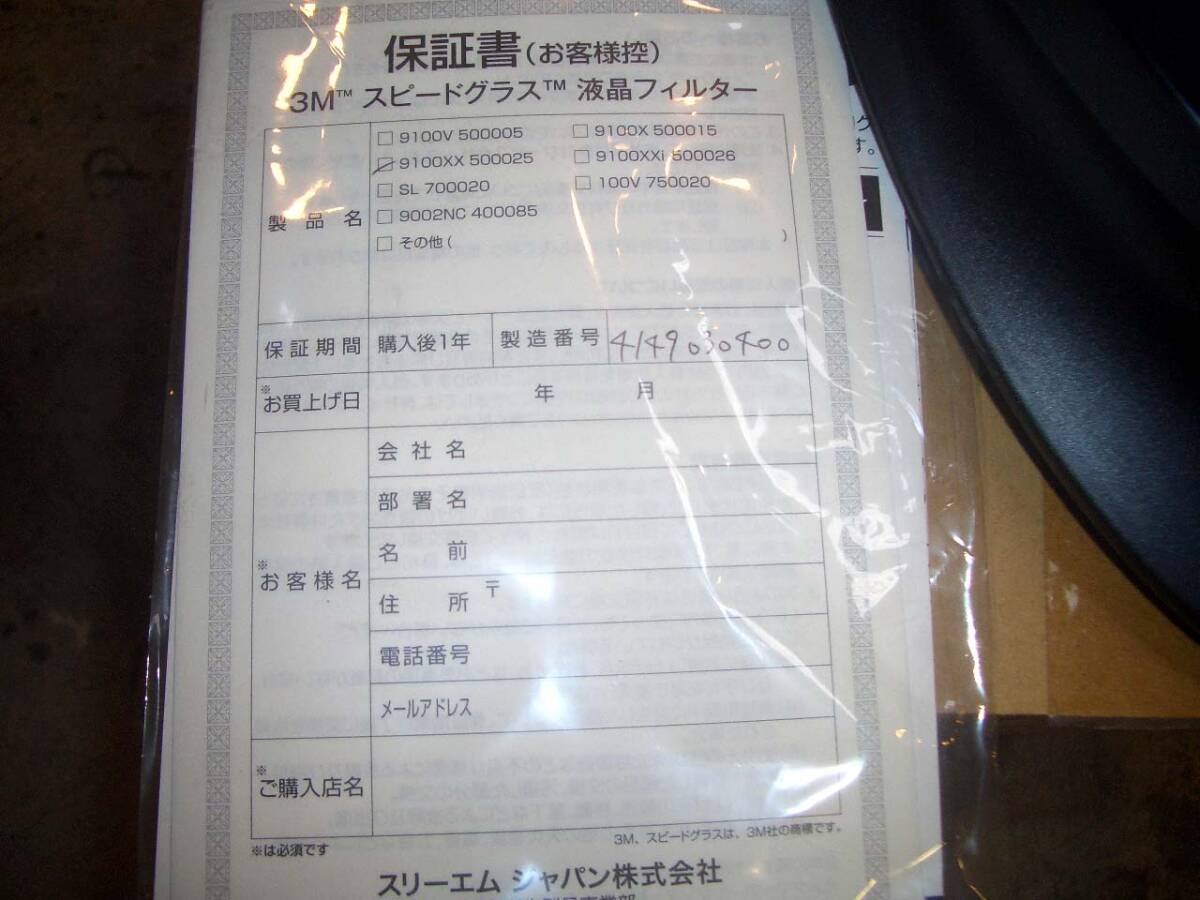 保証書(お客様控)
3M™ スピードグラス™ 液晶フィルター
製品名
□ 9100V 500005 □ 9100X 500015
□ 9100XX 500025 □ 9100XXi 500026
□ SL 700020 □ 100V 750020
□ 9002NC 400085
□ その他( )
保証期間 購入後1年 製造番号 4149030400
※お買上げ日 年 月
※お客様名
会社名
部署名
名前
住所 〒
電話番号
メールアドレス
※ご購入店名
※は必須です
3M、スピードグラスは、3M社の商標です。
スリーエム ジャパン株式会社
す。